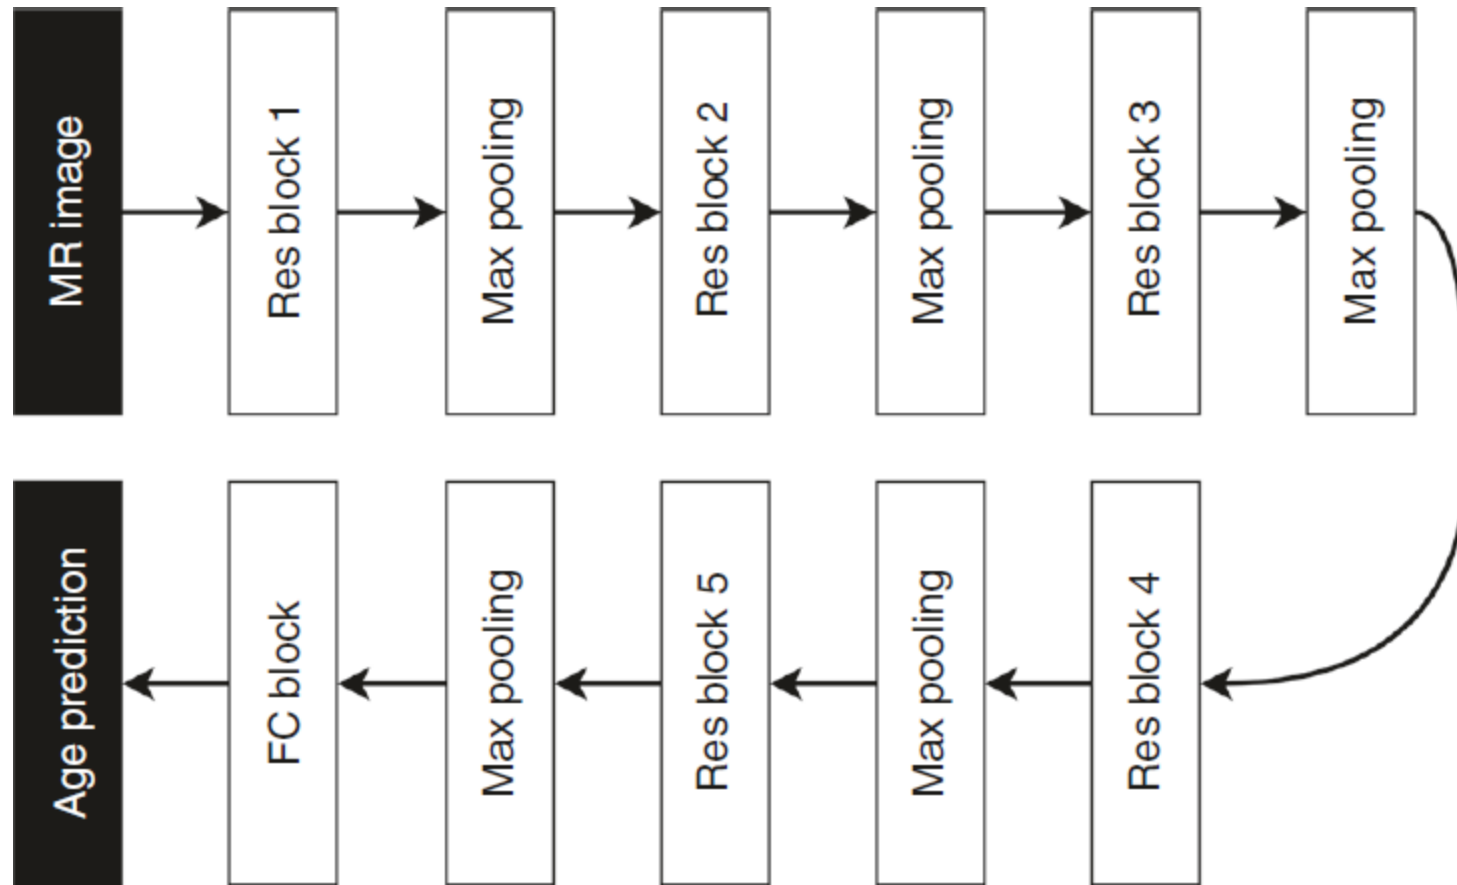 MR image
Res block 1
Max pooling
Res block 2
Max pooling
Res block 3
Max pooling
Res block 4
Max pooling
Res block 5
Max pooling
FC block
Age prediction